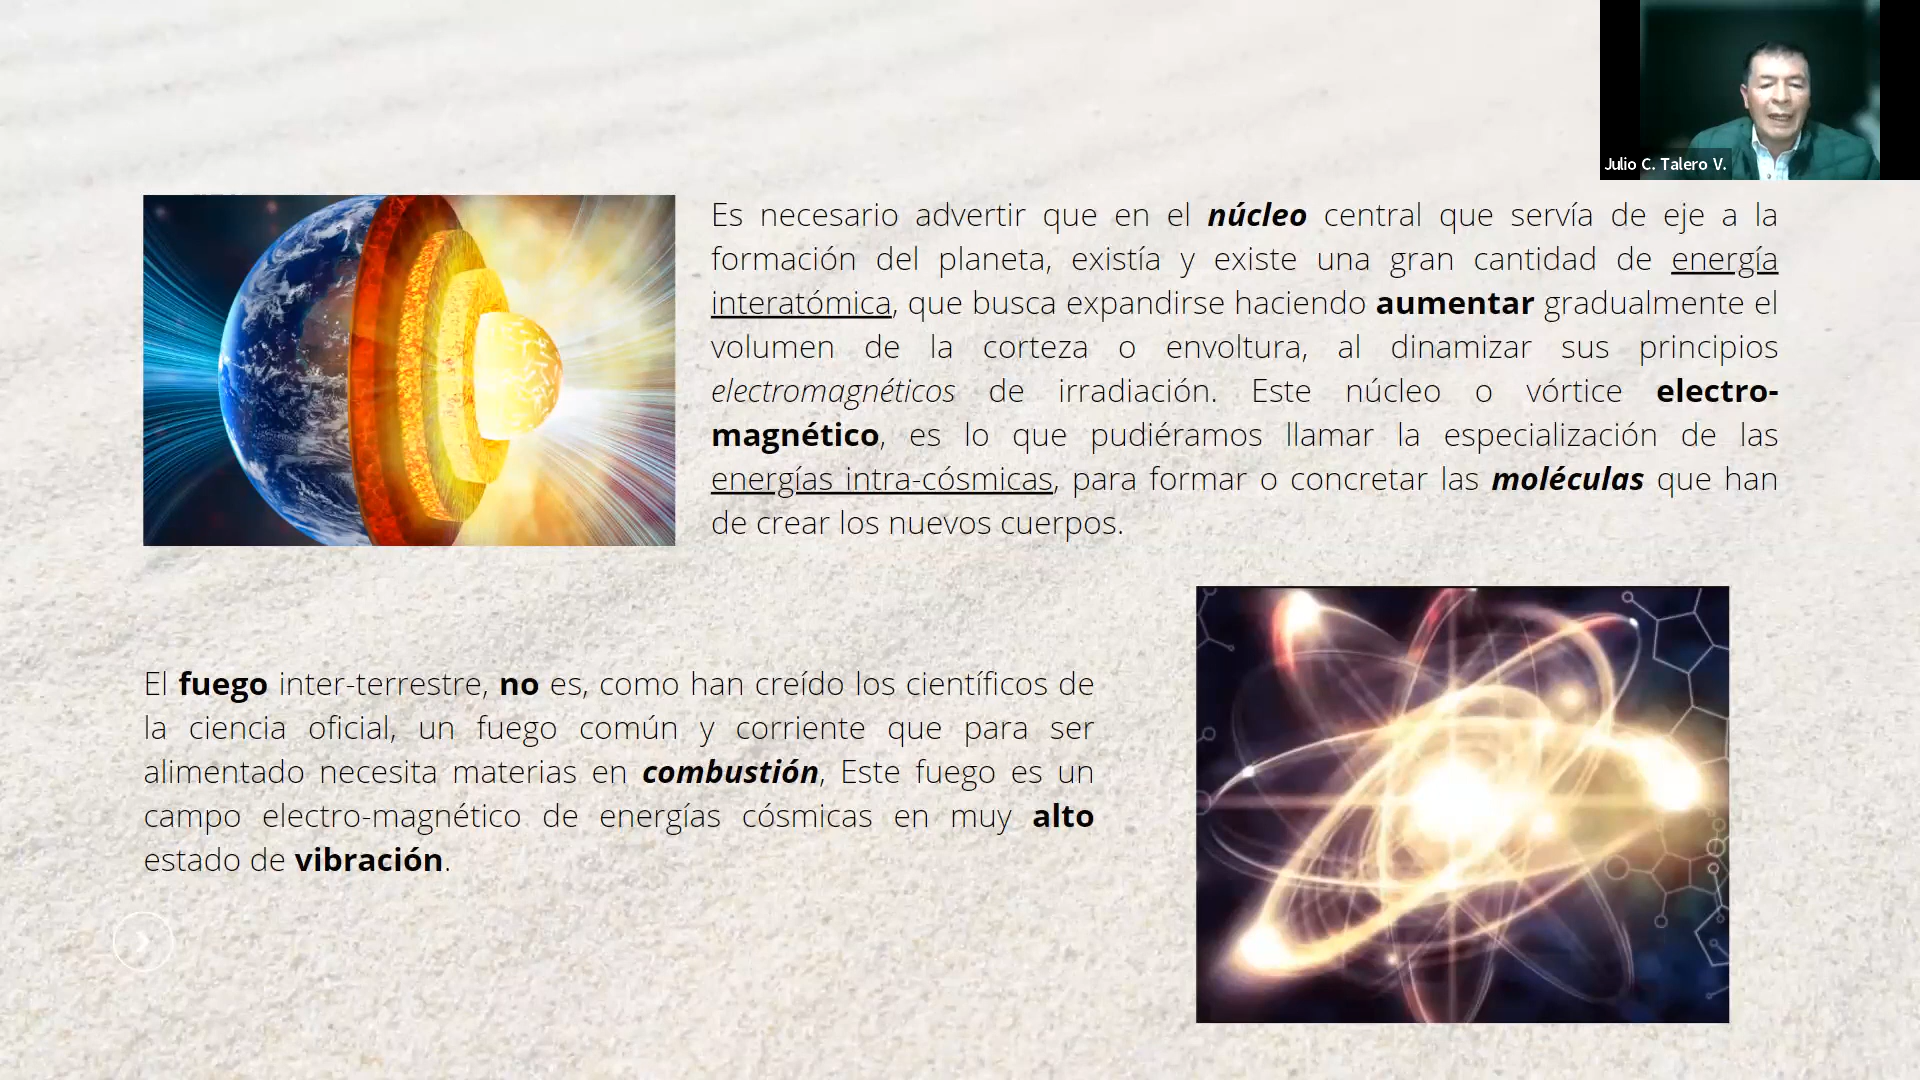 Julio C. Talero V.
Es necesario advertir que en el núcleo central que servía de eje a la
formación del planeta, existía y existe una gran cantidad de energía
interatómica, que busca expandirse haciendo aumentar gradualmente el
volumen de la corteza o envoltura, al dinamizar sus principios
electromagnéticos de irradiación. Este núcleo o vórtice electro-
magnético, es lo que pudiéramos llamar la especialización de las
energías intra-cósmicas, para formar o concretar las moléculas que han
de crear los nuevos cuerpos.
El fuego inter-terrestre, no es, como han creído los científicos de
la ciencia oficial, un fuego común y corriente que para ser
alimentado necesita materias en combustión, Este fuego es un
campo electro-magnético de energías cósmicas en muy alto
estado de vibración.